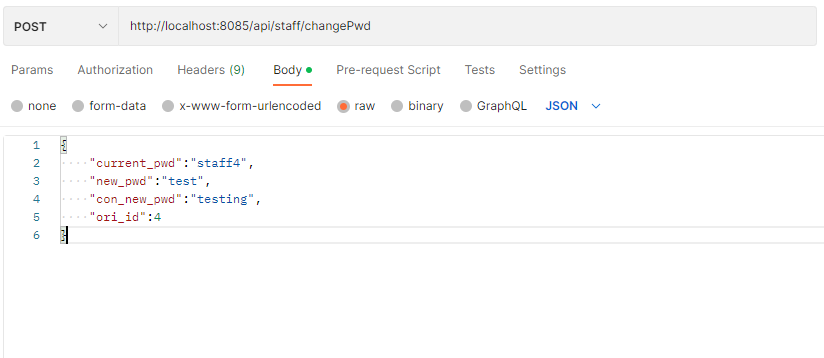 POST http://localhost:8085/api/staff/changePwd
Params Authorization Headers (9) Body Pre-request Script Tests Settings
none form-data x-www-form-urlencoded raw binary GraphQL JSON
1 {
2 "current_pwd":"staff4",
3 "new_pwd":"test",
4 "con_new_pwd":"testing",
5 "ori_id":4
6 }